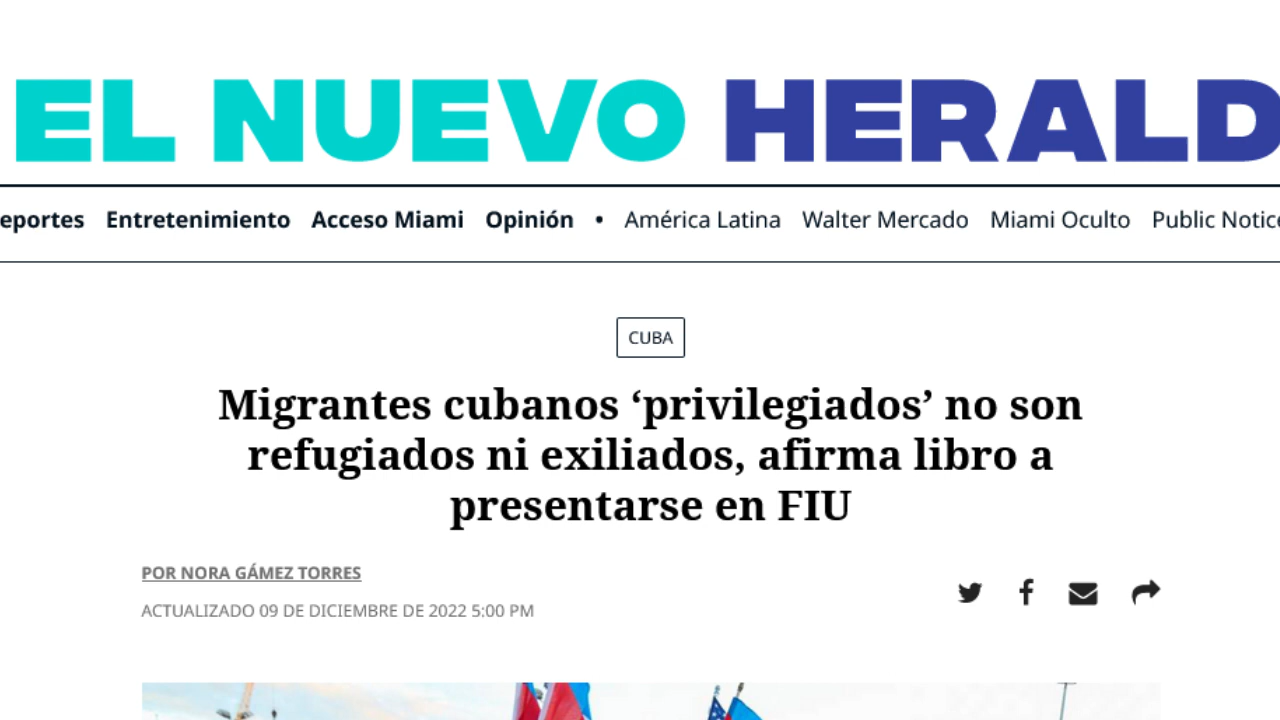 EL NUEVO HERALD
eportes Entretenimiento Acceso Miami Opinión • América Latina Walter Mercado Miami Oculto Public Notice
CUBA
Migrantes cubanos ‘privilegiados’ no son
refugiados ni exiliados, afirma libro a
presentarse en FIU
POR NORA GÁMEZ TORRES
ACTUALIZADO 09 DE DICIEMBRE DE 2022 5:00 PM